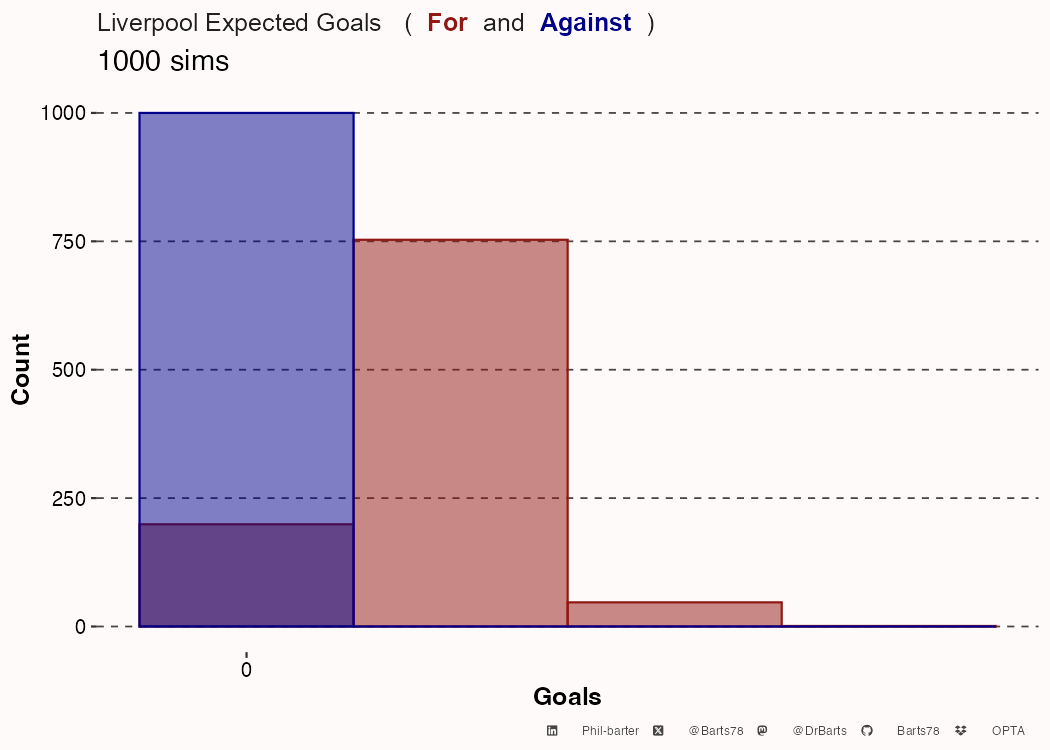 Liverpool Expected Goals ( For and Against )
1000 sims
1000
750
500
250
0
Count
0
Goals
Phil-barter @Barts78 @DrBarts Barts78 OPTA